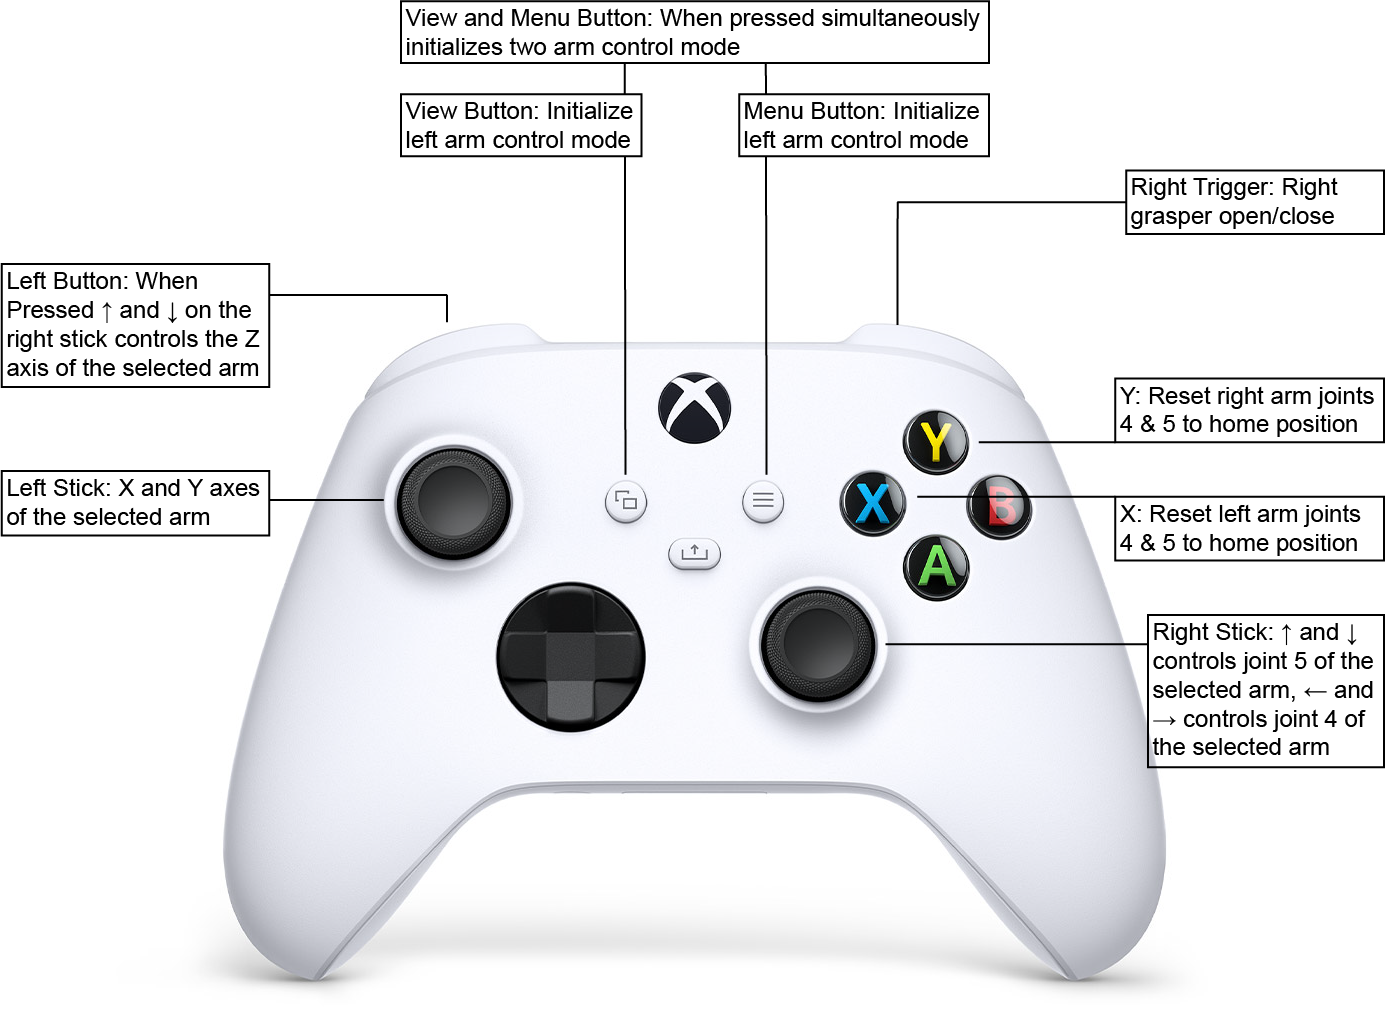 View and Menu Button: When pressed simultaneously
initializes two arm control mode
View Button: Initialize
left arm control mode
Menu Button: Initialize
left arm control mode
Right Trigger: Right
grasper open/close
Left Button: When
Pressed ↑ and ↓ on the
right stick controls the Z
axis of the selected arm
Y: Reset right arm joints
4 & 5 to home position
Left Stick: X and Y axes
of the selected arm
X: Reset left arm joints
4 & 5 to home position
Y
X
B
A
Right Stick: ↑ and ↓
controls joint 5 of the
selected arm, ← and
→ controls joint 4 of
the selected arm